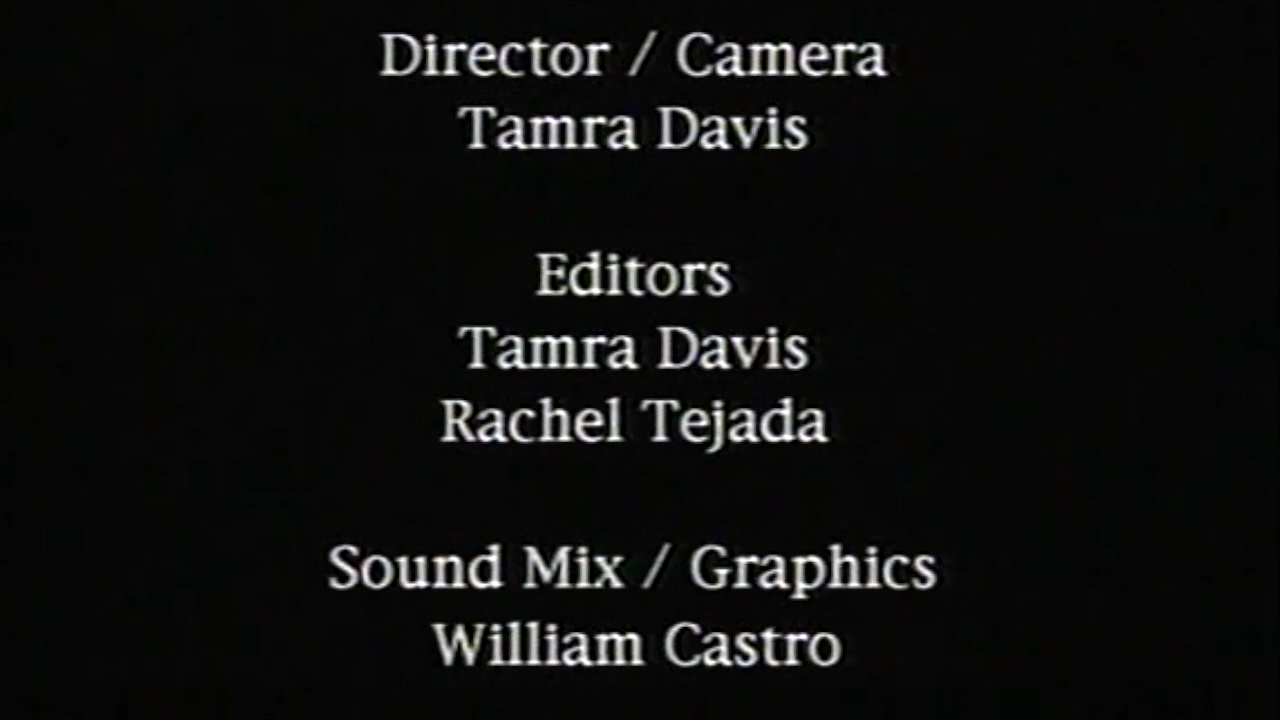 Director / Camera
Tamra Davis
Editors
Tamra Davis
Rachel Tejada
Sound Mix / Graphics
William Castro